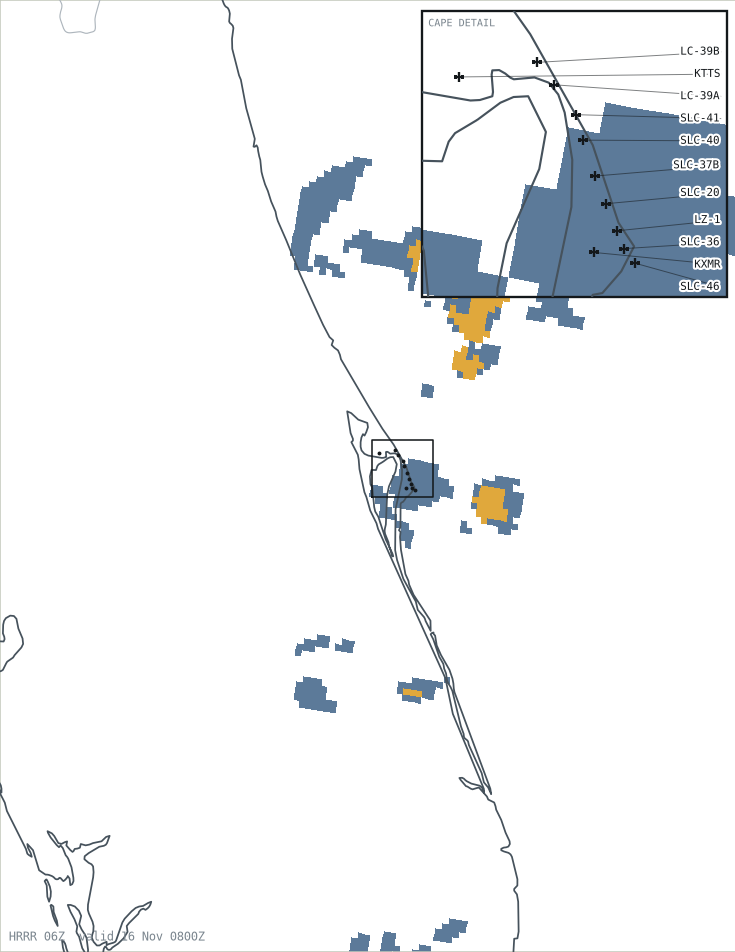 CAPE DETAIL
LC-39B
KTTS
LC-39A
SLC-41
SLC-40
SLC-37B
SLC-20
LZ-1
SLC-36
KXMR
SLC-46
HRRR 06Z valid 16 Nov 0800Z